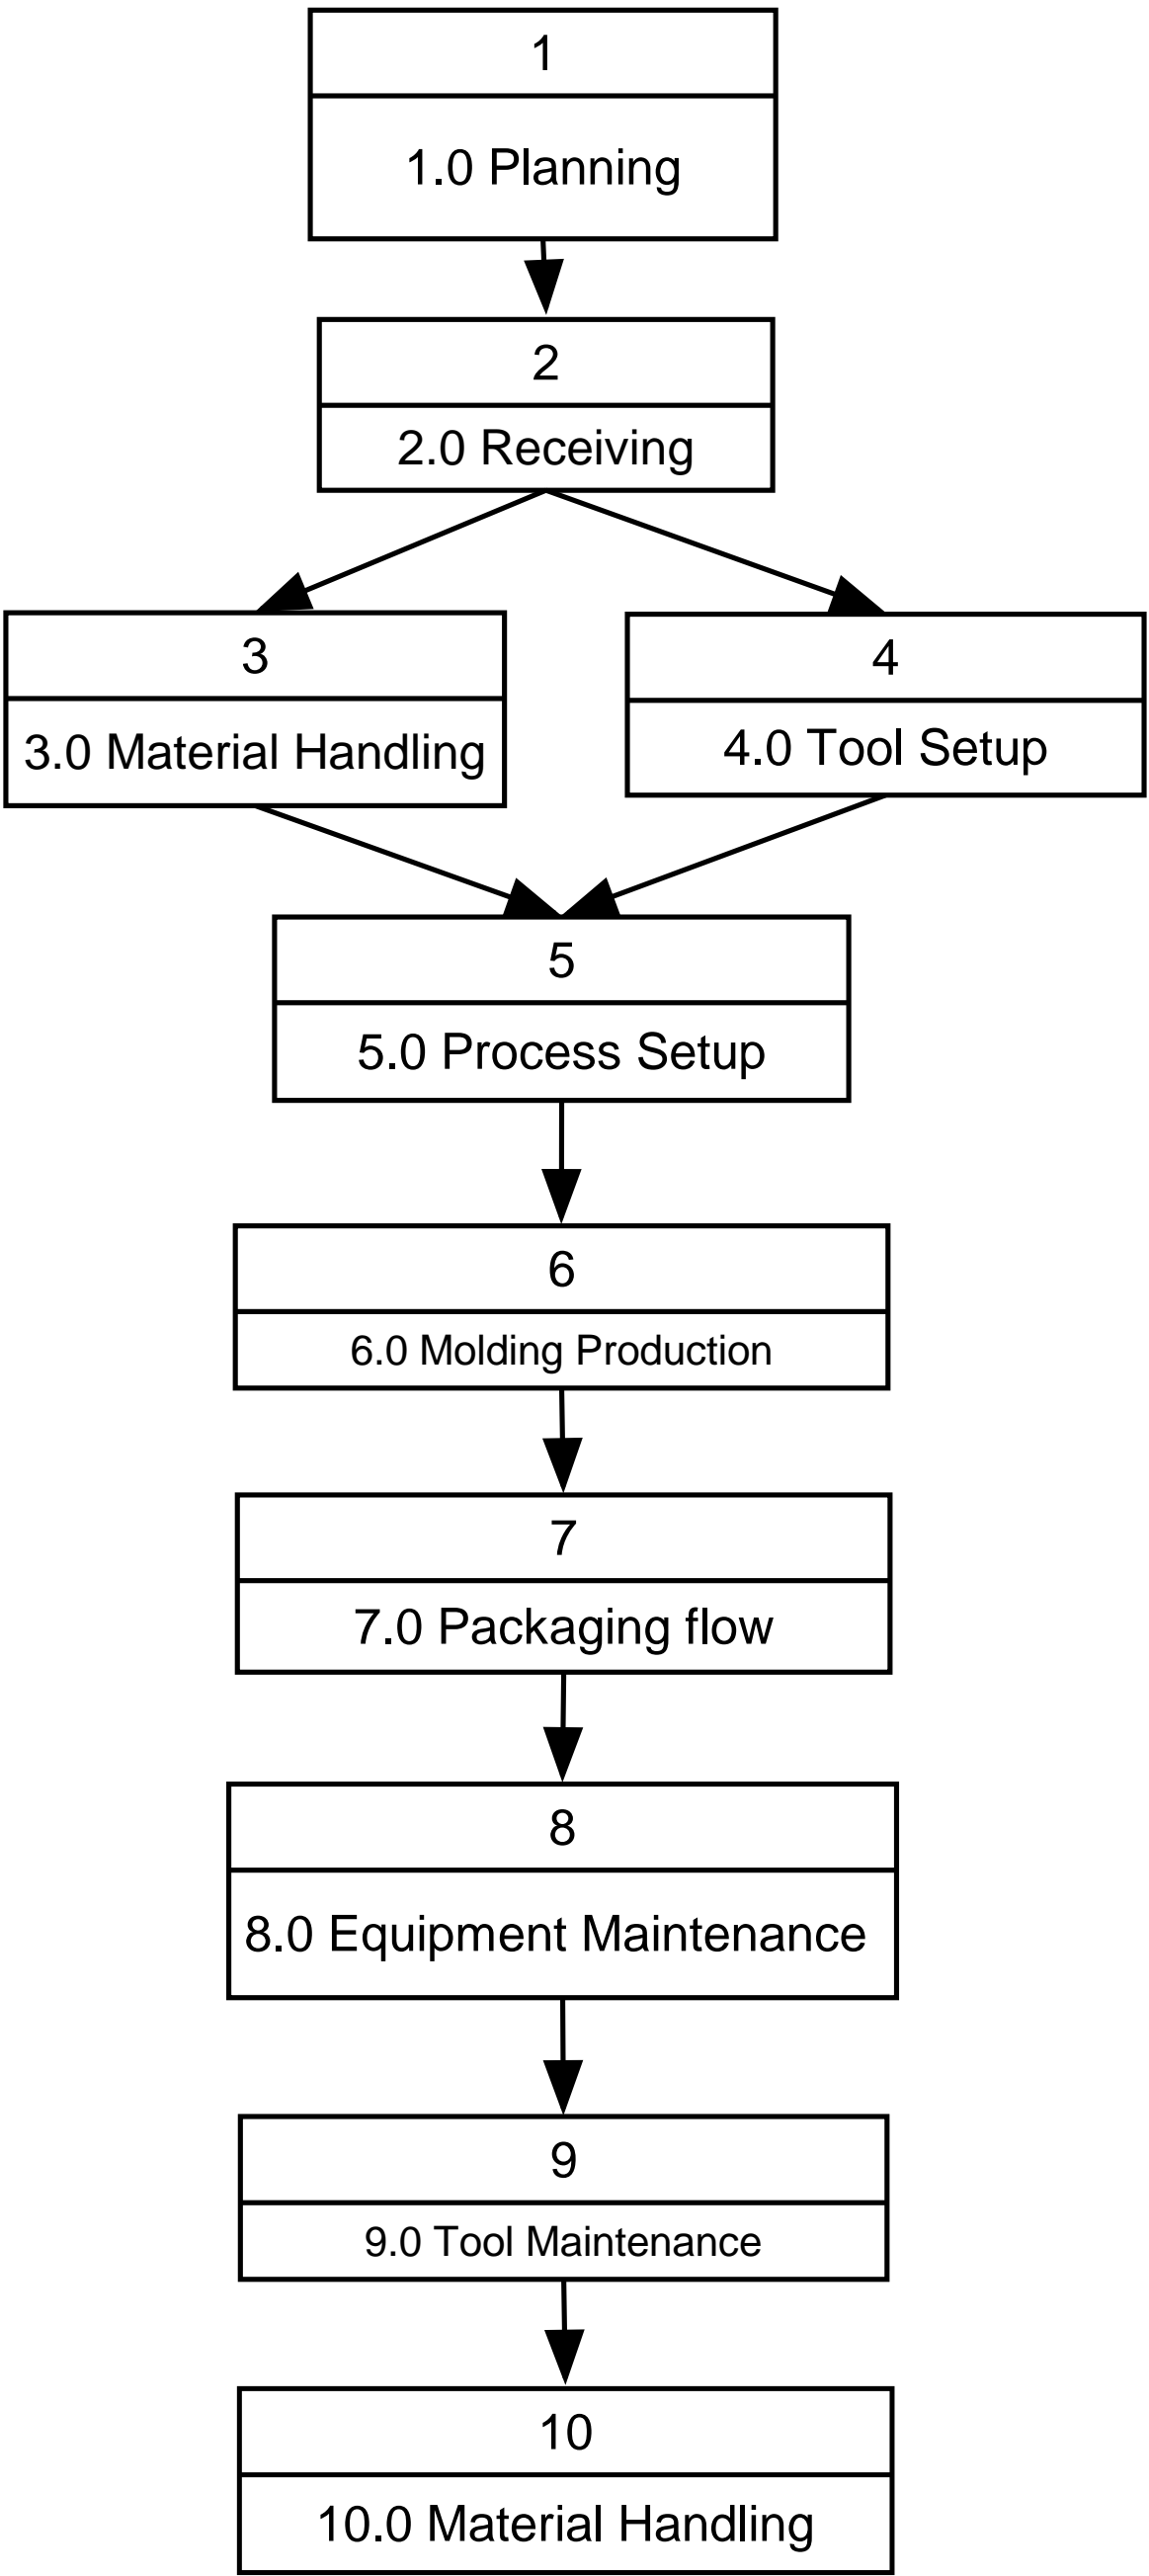 1
1.0 Planning
2
2.0 Receiving
3
3.0 Material Handling
4
4.0 Tool Setup
5
5.0 Process Setup
6
6.0 Molding Production
7
7.0 Packaging flow
8
8.0 Equipment Maintenance
9
9.0 Tool Maintenance
10
10.0 Material Handling